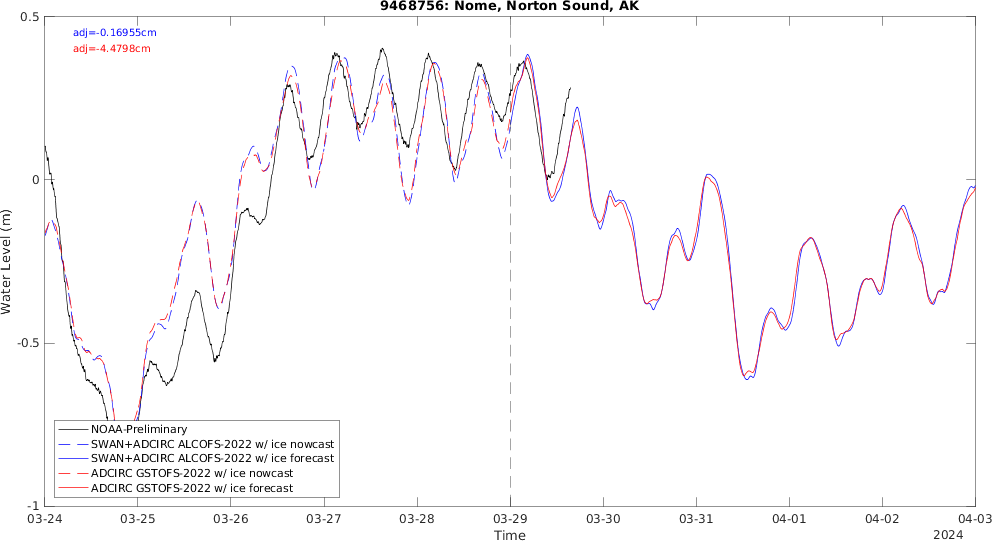 9468756: Nome, Norton Sound, AK
adj=-0.16955cm
adj=-4.4798cm
0.5
0
-0.5
-1
Water Level (m)
NOAA-Preliminary
SWAN+ADCIRC ALCOFS-2022 w/ ice nowcast
SWAN+ADCIRC ALCOFS-2022 w/ ice forecast
ADCIRC GSTOFS-2022 w/ ice nowcast
ADCIRC GSTOFS-2022 w/ ice forecast
03-24 03-25 03-26 03-27 03-28 03-29 03-30 03-31 04-01 04-02 04-03
Time
2024